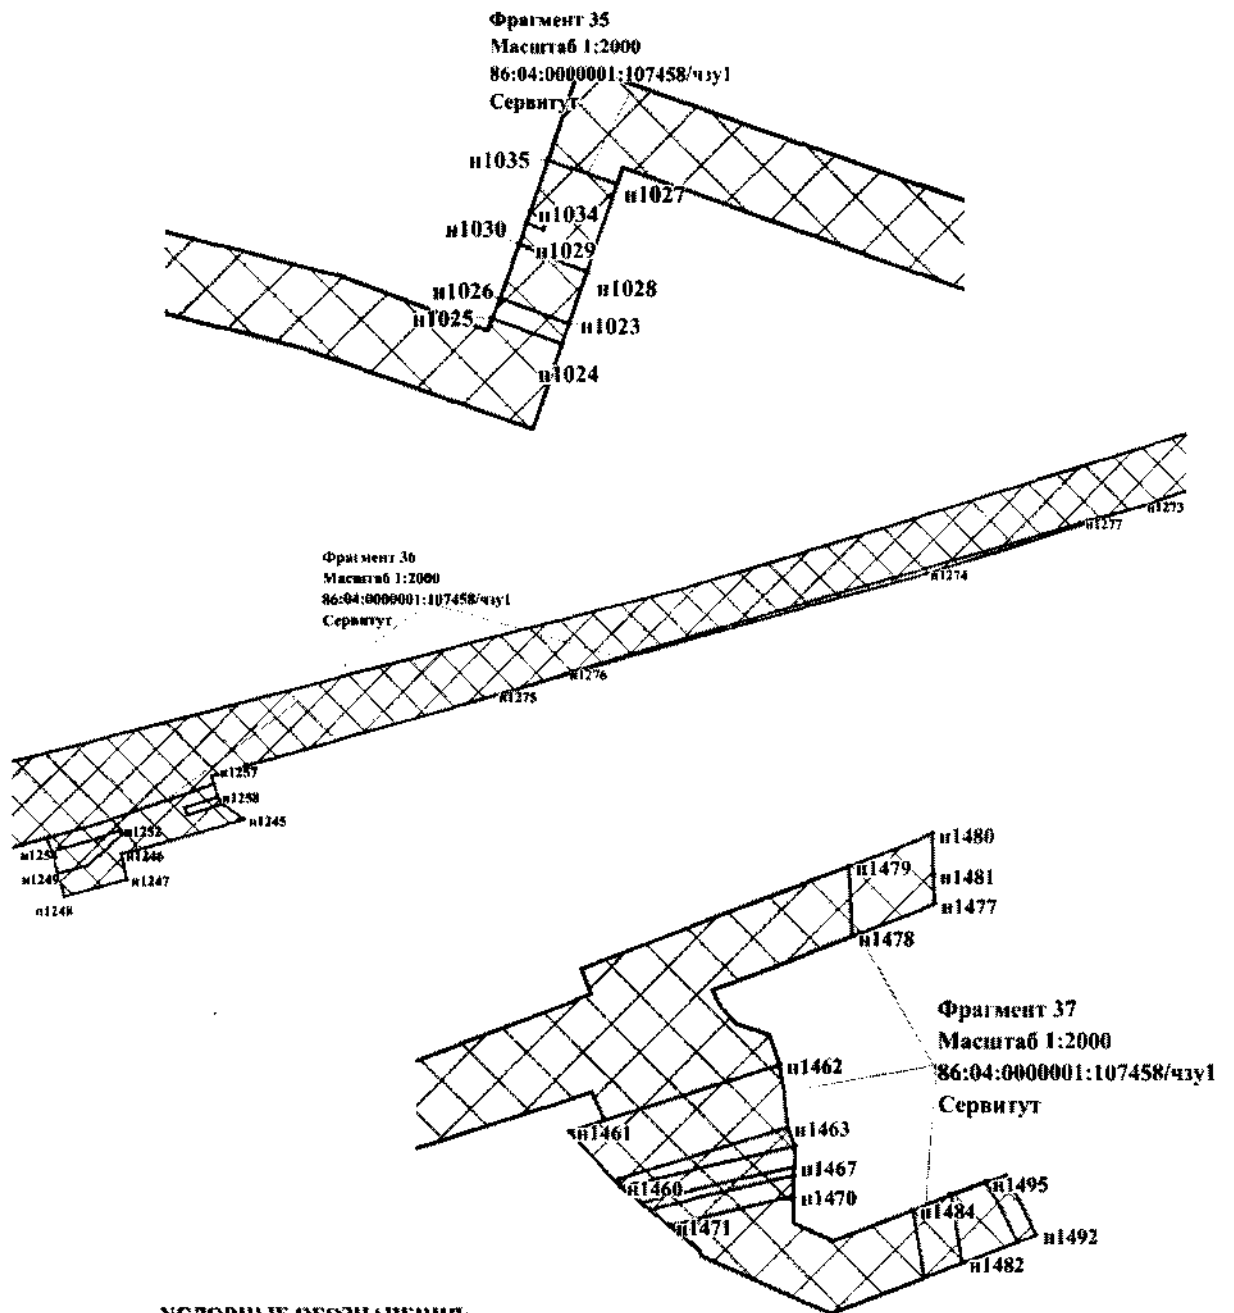 Фрагмент 35
Масштаб 1:2000
86:04:0000001:107458/чзу1
Сервитут
н1035
н1027
н1034
н1030
н1029
н1028
н1026
н1025
н1023
н1024
н1273
н1277
Фрагмент 36
Масштаб 1:2000
86:04:0000001:107458/чзу1
Сервитут
н1274
н1276
н1275
н1257
н1258
н1245
н1252
н1246
н1249
н1247
н1248
н1480
н1479
н1481
н1477
н1478
Фрагмент 37
Масштаб 1:2000
86:04:0000001:107458/чзу1
Сервитут
н1462
н1461
н1463
н1467
н1460
н1470
н1495
н1484
н1471
н1492
н1482